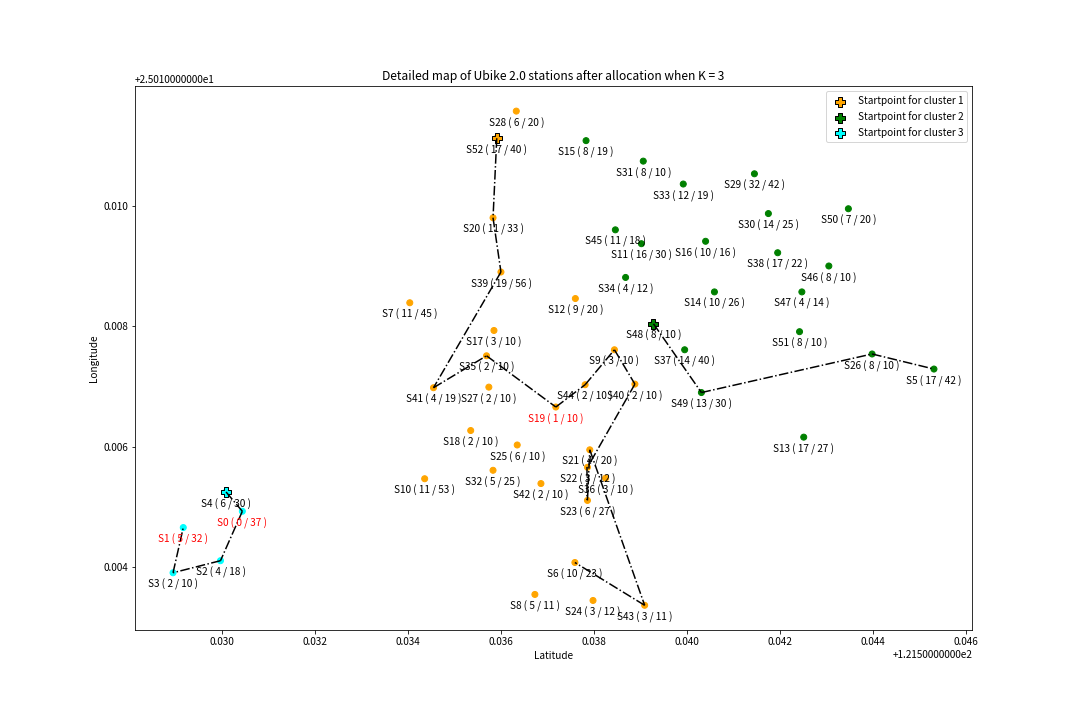 Detailed map of Ubike 2.0 stations after allocation when K = 3
+2.5010000000e1
Startpoint for cluster 1
Startpoint for cluster 2
Startpoint for cluster 3
S28 ( 6 / 20 )
S52 ( 17 / 40 )
S15 ( 8 / 19 )
S31 ( 8 / 10 )
S29 ( 32 / 42 )
S33 ( 12 / 19 )
0.010
S50 ( 7 / 20 )
S30 ( 14 / 25 )
S20 ( 11 / 33 )
S45 ( 11 / 18 )
S11 ( 16 / 30 )
S16 ( 10 / 16 )
S38 ( 17 / 22 )
S46 ( 8 / 10 )
S39 ( 19 / 56 )
S34 ( 4 / 12 )
S14 ( 10 / 26 )
S47 ( 4 / 14 )
S12 ( 9 / 20 )
S7 ( 11 / 45 )
0.008
S48 ( 8 / 10 )
S17 ( 3 / 10 )
S51 ( 8 / 10 )
Longitude
S9 ( 3 / 10 )
S37 ( 14 / 40 )
S35 ( 2 / 10 )
S26 ( 8 / 10 )
S5 ( 17 / 42 )
S41 ( 4 / 19 )
S27 ( 2 / 10 )
S44 ( 2 / 10 )
S40 ( 2 / 10 )
S49 ( 13 / 30 )
S19 ( 1 / 10 )
0.006
S18 ( 2 / 10 )
S13 ( 17 / 27 )
S25 ( 6 / 10 )
/ 20 )
S21 (
S32 ( 5 / 25 )
S22 (
S10 ( 11 / 53 )
S36 ( 3 / 10 )
S42 ( 2 / 10 )
S4 ( 6 / 30 )
S23 ( 6 / 27 )
S0 ( 0 / 37 )
S1 ( 5 / 32 )
0.004
S2 ( 4 / 18 )
S6 ( 10 / 23 )
S3 ( 2 / 10 )
S8 ( 5 / 11 )
S24 ( 3 / 12 )
S43 ( 3 / 11 )
0.030
0.032
0.034
0.036
0.038
0.040
0.042
0.044
0.046
Latitude
+1.2150000000e2